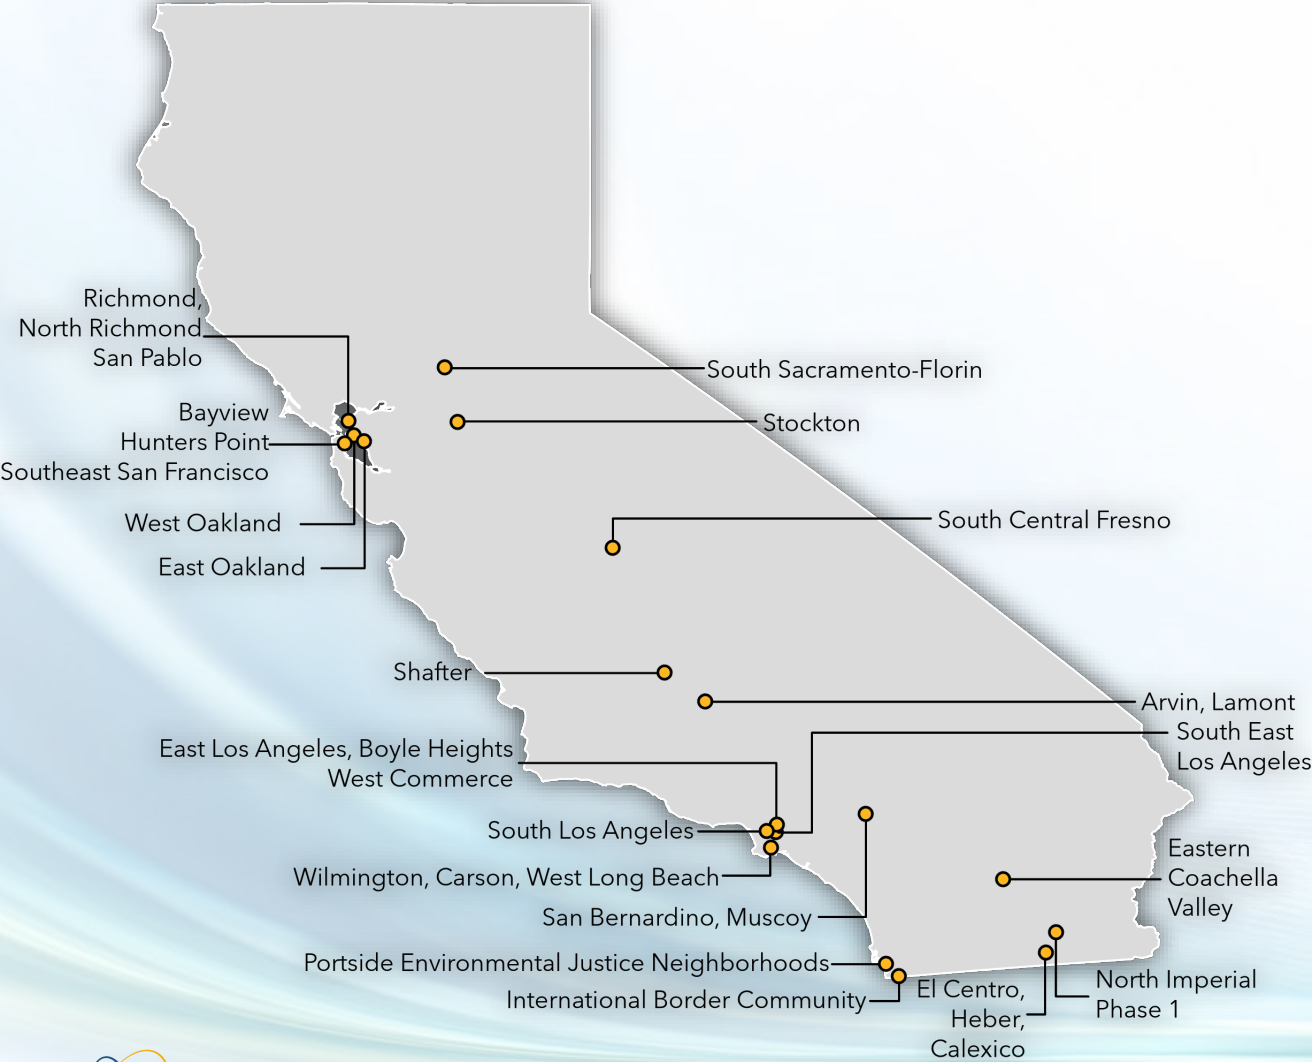 Richmond,
North Richmond
San Pablo
South Sacramento-Florin
Bayview
Hunters Point
Southeast San Francisco
Stockton
West Oakland
South Central Fresno
East Oakland
Shafter
Arvin, Lamont
South East
Los Angeles
East Los Angeles, Boyle Heights
West Commerce
South Los Angeles
Wilmington, Carson, West Long Beach
Eastern
Coachella
Valley
San Bernardino, Muscoy
Portside Environmental Justice Neighborhoods
International Border Community
El Centro,
Heber,
Calexico
North Imperial
Phase 1